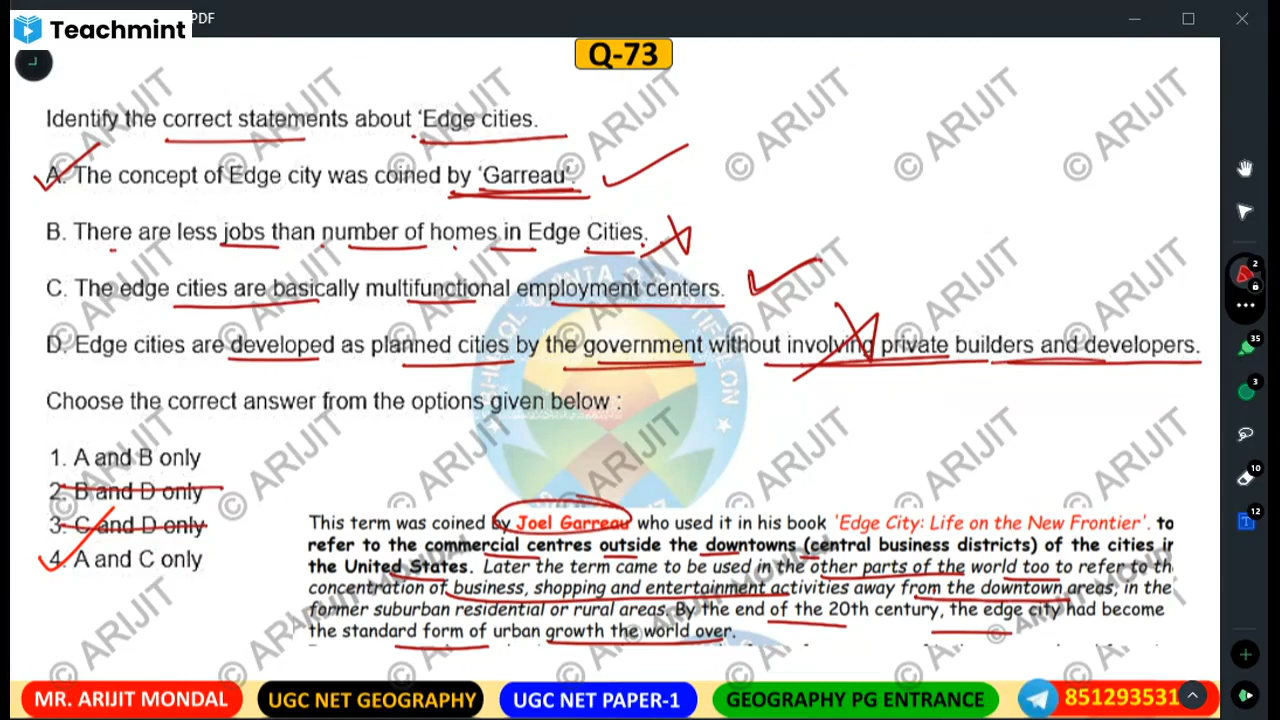 Teachmint
PDF
Q-73
Identify the correct statements about 'Edge cities.
A. The concept of Edge city was coined by 'Garreau'.
B. There are less jobs than number of homes in Edge Cities.
C. The edge cities are basically multifunctional employment centers.
D. Edge cities are developed as planned cities by the government without involving private builders and developers.
Choose the correct answer from the options given below :
1. A and B only
2. B and D only
3. C and D only
4. A and C only
This term was coined by Joel Garreau who used it in his book 'Edge City: Life on the New Frontier'. to
refer to the commercial centres outside the downtowns (central business districts) of the cities in
the United States. Later the term came to be used in the other parts of the world too to refer to the
concentration of business, shopping and entertainment activities away from the downtown areas, in the
former suburban residential or rural areas. By the end of the 20th century, the edge city had become
the standard form of urban growth the world over.
© ARIJIT
MR. ARIJIT MONDAL
UGC NET GEOGRAPHY
UGC NET PAPER-1
GEOGRAPHY PG ENTRANCE
851293531
2
35
3
10
12